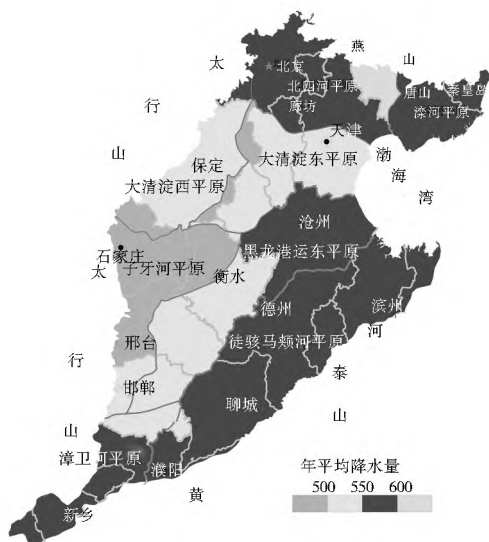 燕
山
太
行
山
北京
北四河平原
廊坊
唐山
秦皇岛
滦河平原
天津
渤
海
湾
保定
大清淀东平原
大清淀西平原
沧州
石家庄
子牙河平原
黑龙港运东平原
衡水
太
德州
滨州
邢台
徒骇马颊河平原
河
行
邯郸
泰
山
聊城
山
漳卫河平原
濮阳
黄
新乡
年平均降水量
500 550 600